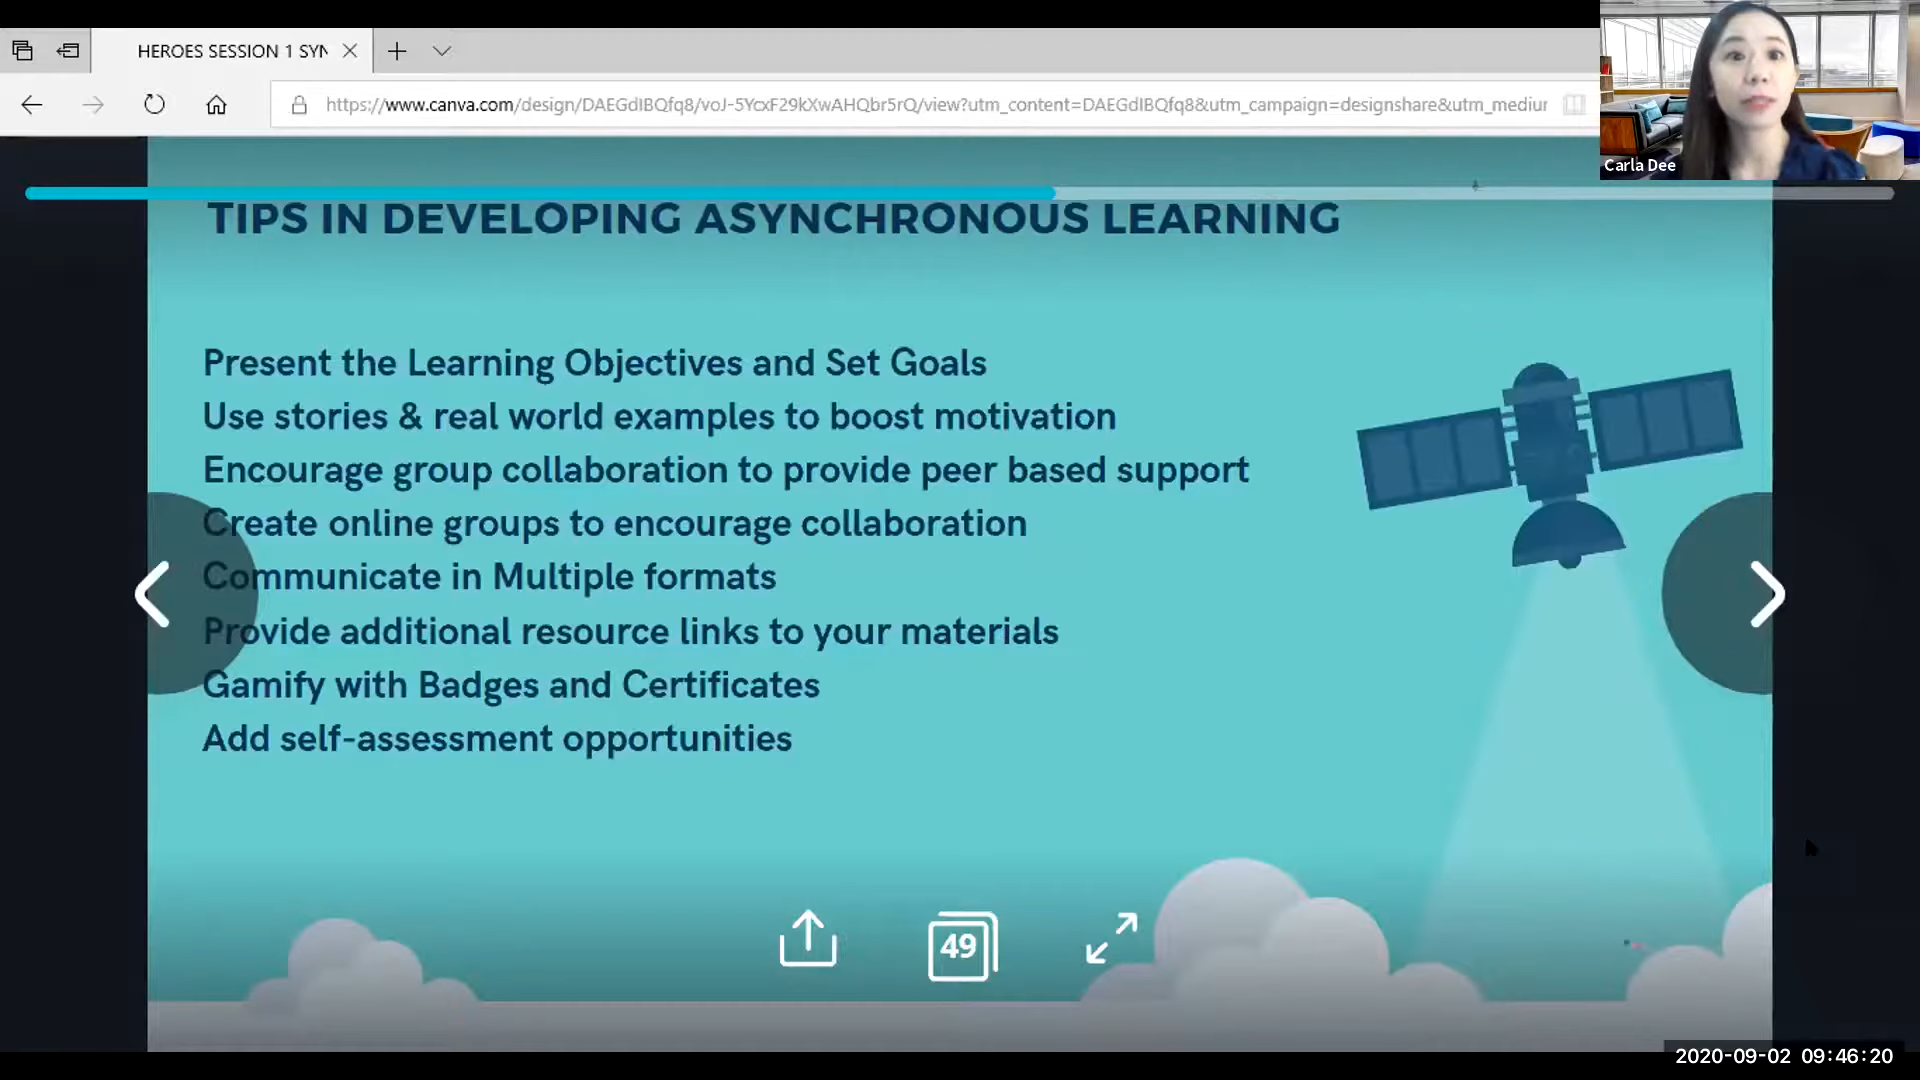 HEROES SESSION 1 SYN
https://www.canva.com/design/DAEGdIBQfq8/voJ-5YcxF29kXwAHQbr5rQ/view?utm_content=DAEGdIBQfq8&utm_campaign=designshare&utm_mediur
Carla Dee
TIPS IN DEVELOPING ASYNCHRONOUS LEARNING
Present the Learning Objectives and Set Goals
Use stories & real world examples to boost motivation
Encourage group collaboration to provide peer based support
Create online groups to encourage collaboration
Communicate in Multiple formats
Provide additional resource links to your materials
Gamify with Badges and Certificates
Add self-assessment opportunities
49
2020-09-02 09:46:20